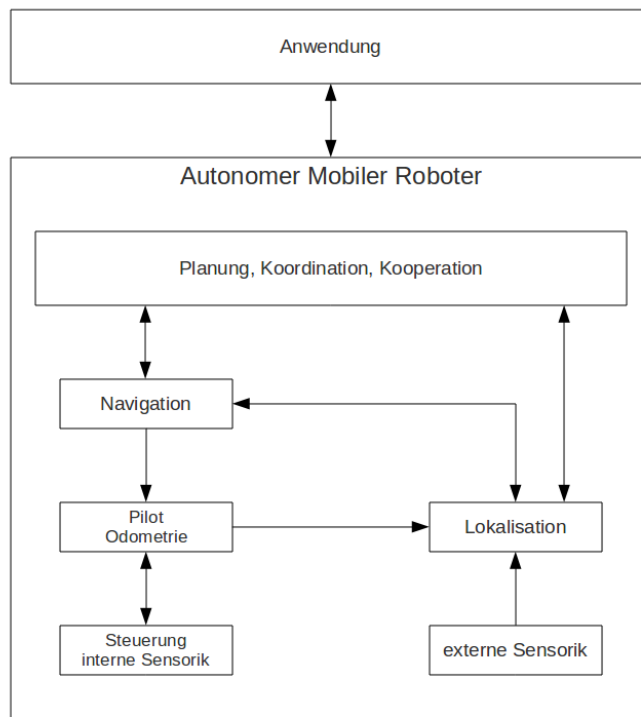 Anwendung
Autonomer Mobiler Roboter
Planung, Koordination, Kooperation
Navigation
Pilot
Odometrie
Lokalisation
Steuerung
interne Sensorik
externe Sensorik